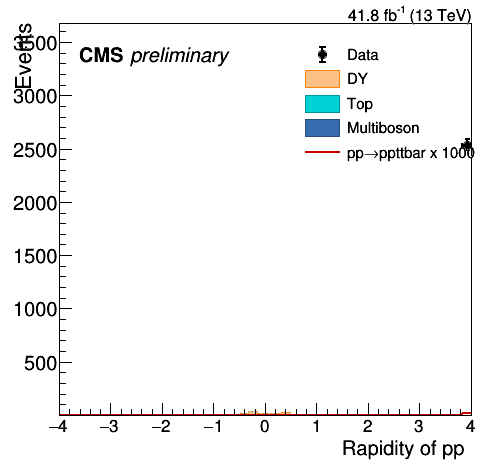 41.8 fb-1 (13 TeV)
Events
CMS preliminary
Data
DY
Top
Multiboson
pp→ppttbar x 1000
3500
3000
2500
2000
1500
1000
500
−4 −3 −2 −1 0 1 2 3 4
Rapidity of pp